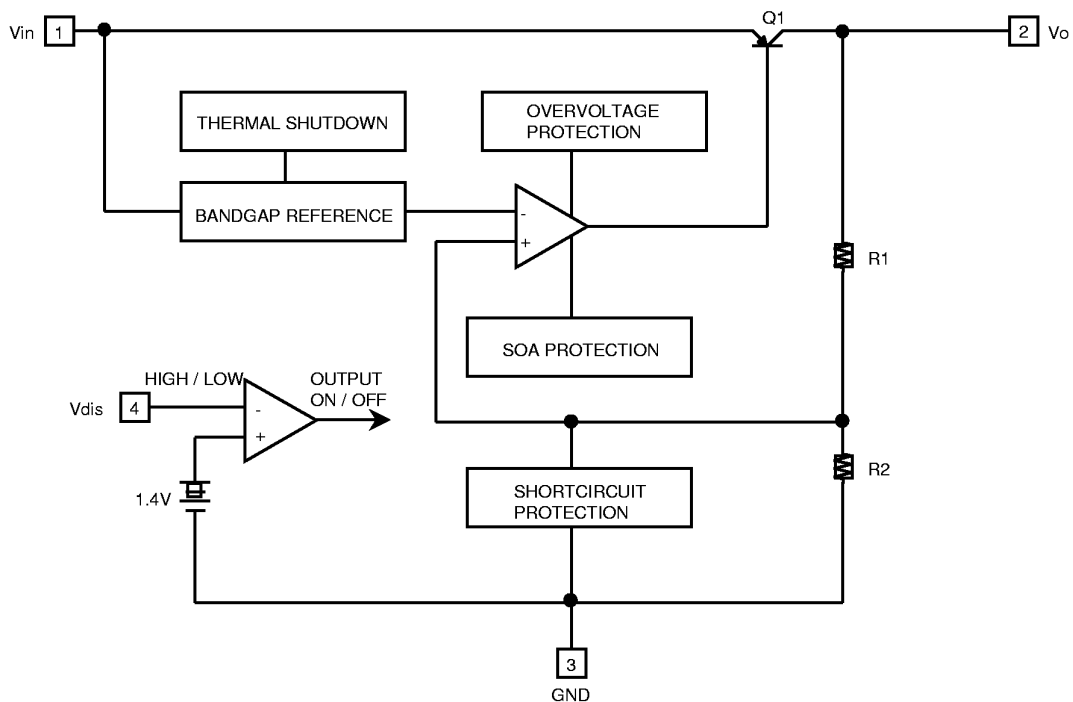 Q1
Vin 1
2 Vo
THERMAL SHUTDOWN
OVERVOLTAGE
PROTECTION
BANDGAP REFERENCE
-
+
R1
SOA PROTECTION
HIGH / LOW
OUTPUT
ON / OFF
Vdis 4
-
+
R2
1.4V
SHORTCIRCUIT
PROTECTION
3
GND